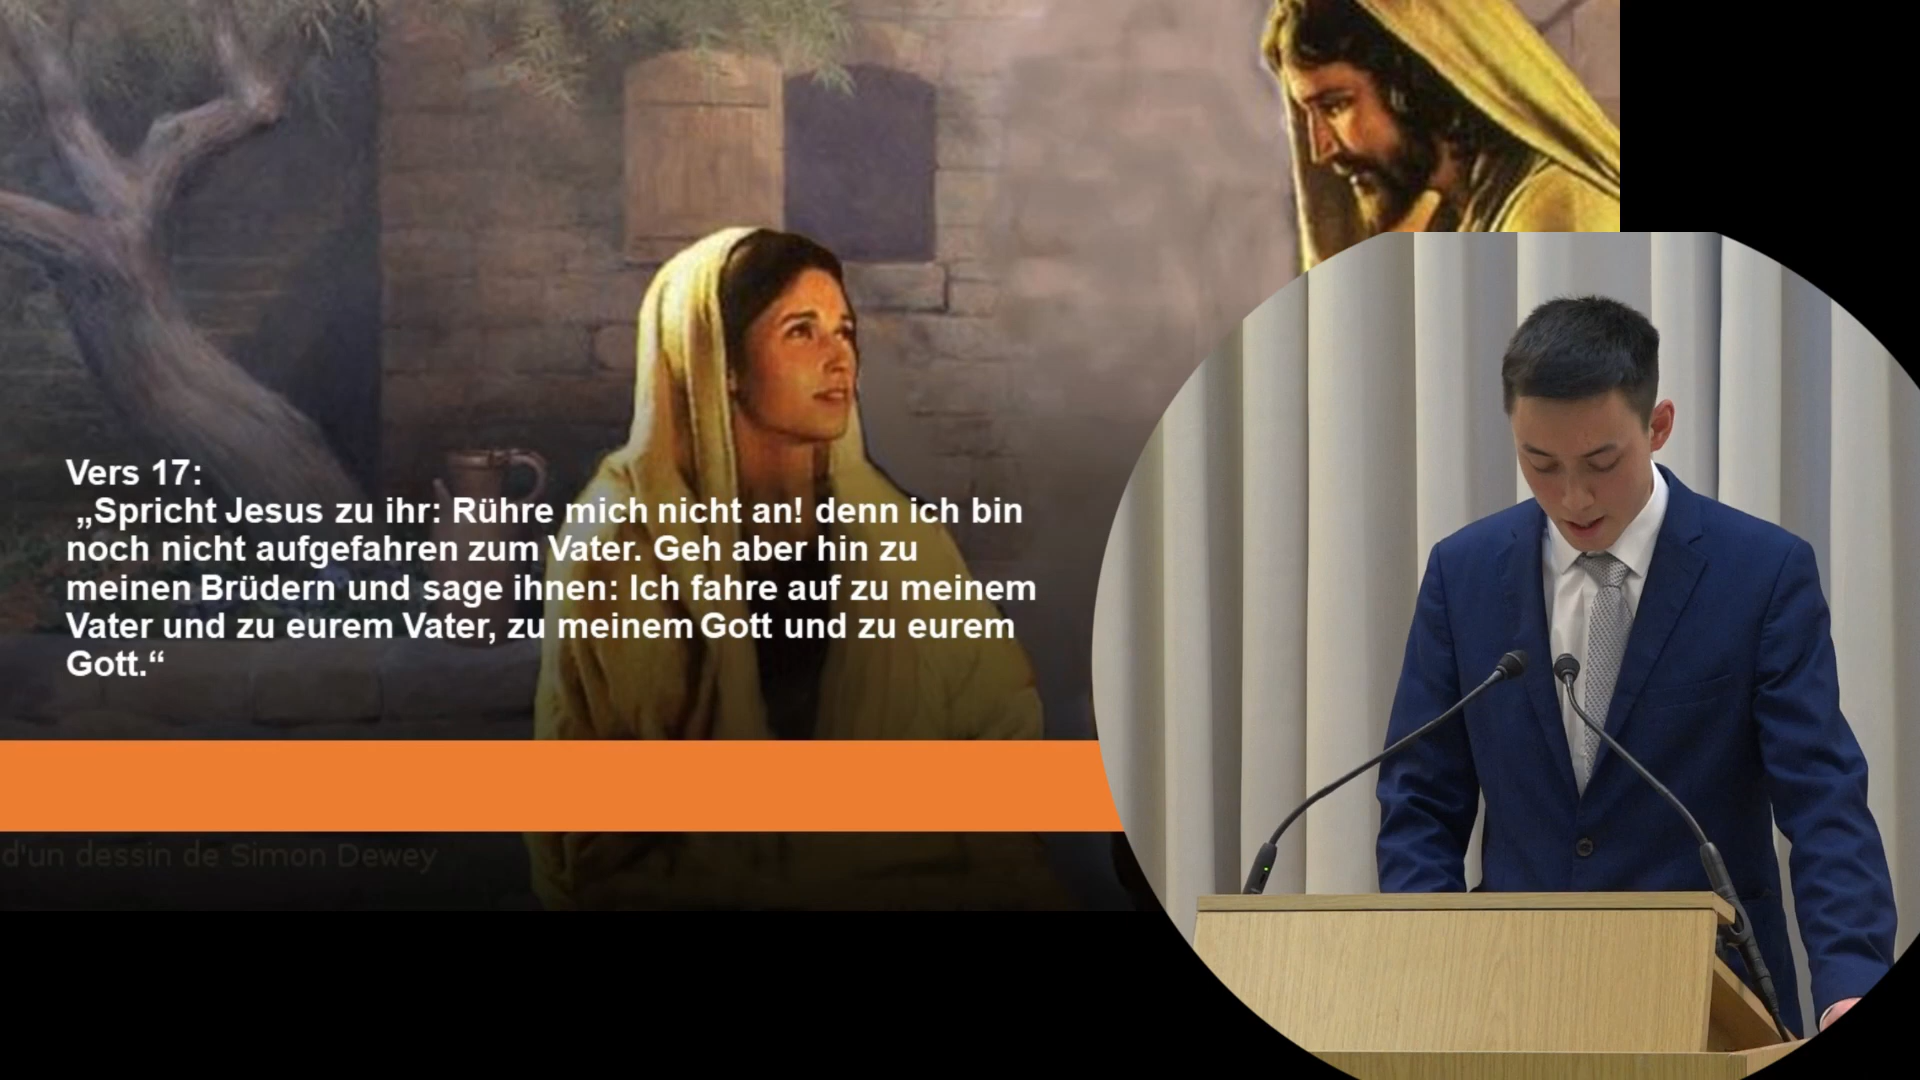 Vers 17:
„Spricht Jesus zu ihr: Rühre mich nicht an! denn ich bin
noch nicht aufgefahren zum Vater. Geh aber hin zu
meinen Brüdern und sage ihnen: Ich fahre auf zu meinem
Vater und zu eurem Vater, zu meinem Gott und zu eurem
Gott.“
d'un dessin de Simon Dewey